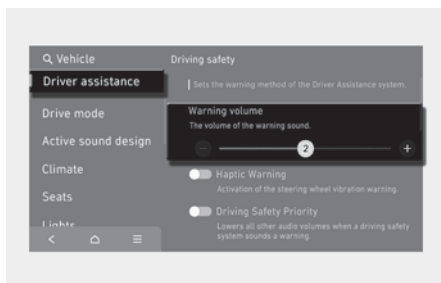 Vehicle
Driving safety
Driver assistance
Sets the warning method of the Driver Assistance system.
Drive mode
Warning volume
The volume of the warning sound.
Active sound design
2
Climate
Haptic Warning
Activation of the steering wheel vibration warning.
Seats
Driving Safety Priority
Lowers all other audio volumes when a driving safety
system sounds a warning.
Lights